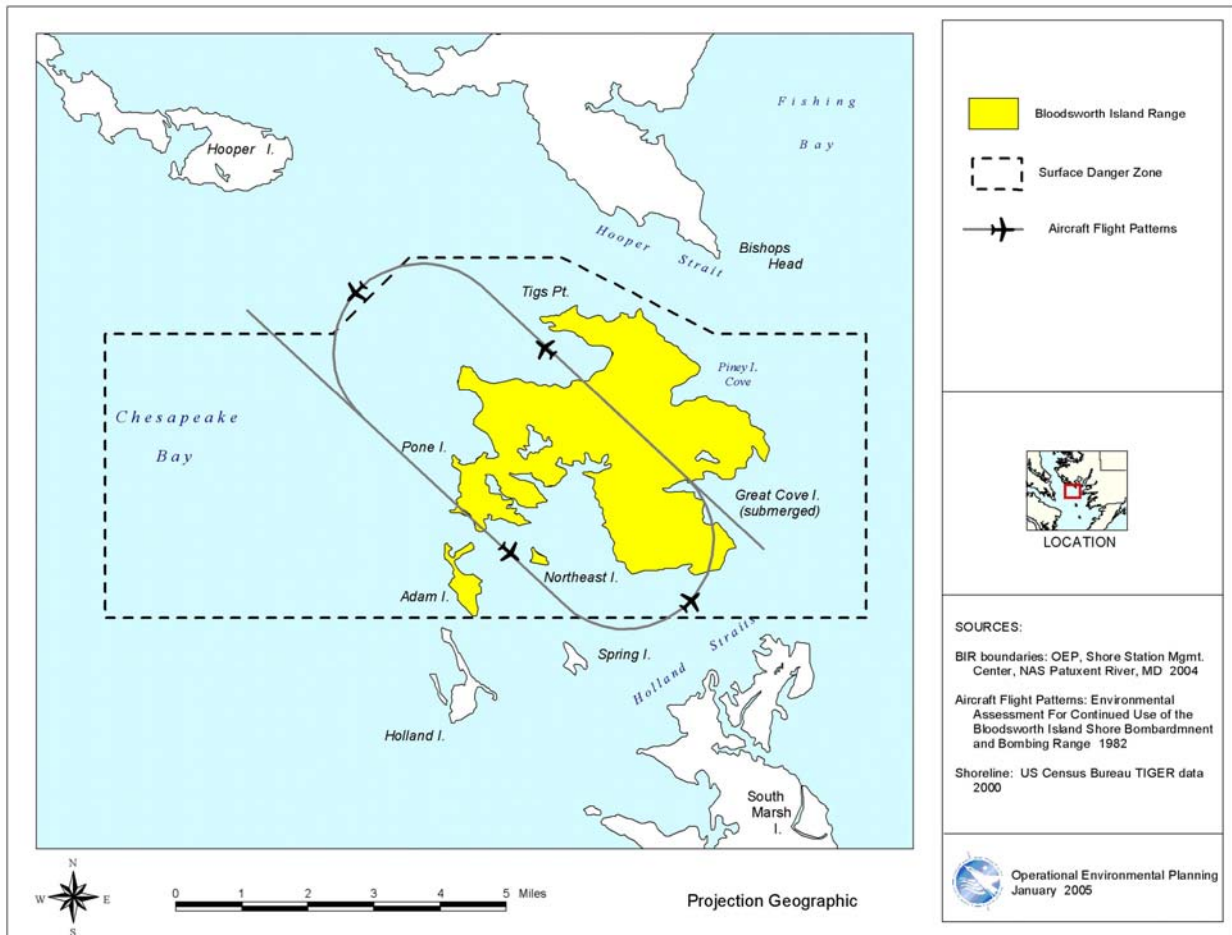 Fishing
Bay
Hooper I.
Hooper Strait
Bishops
Head
Tigs Pt.
Piney I.
Cove
Chesapeake
Bay
Pone I.
Great Cove I.
(submerged)
Northeast I.
Adam I.
Spring I.
Holland Straits
Holland I.
South
Marsh
I.
N
W
E
S
0 1 2 3 4 5 Miles
Projection Geographic
Bloodsworth Island Range
Surface Danger Zone
Aircraft Flight Patterns
LOCATION
SOURCES:
BIR boundaries: OEP, Shore Station Mgmt.
Center, NAS Patuxent River, MD 2004
Aircraft Flight Patterns: Environmental
Assessment For Continued Use of the
Bloodsworth Island Shore Bombardmnent
and Bombing Range 1982
Shoreline: US Census Bureau TIGER data
2000
Operational Environmental Planning
January 2005